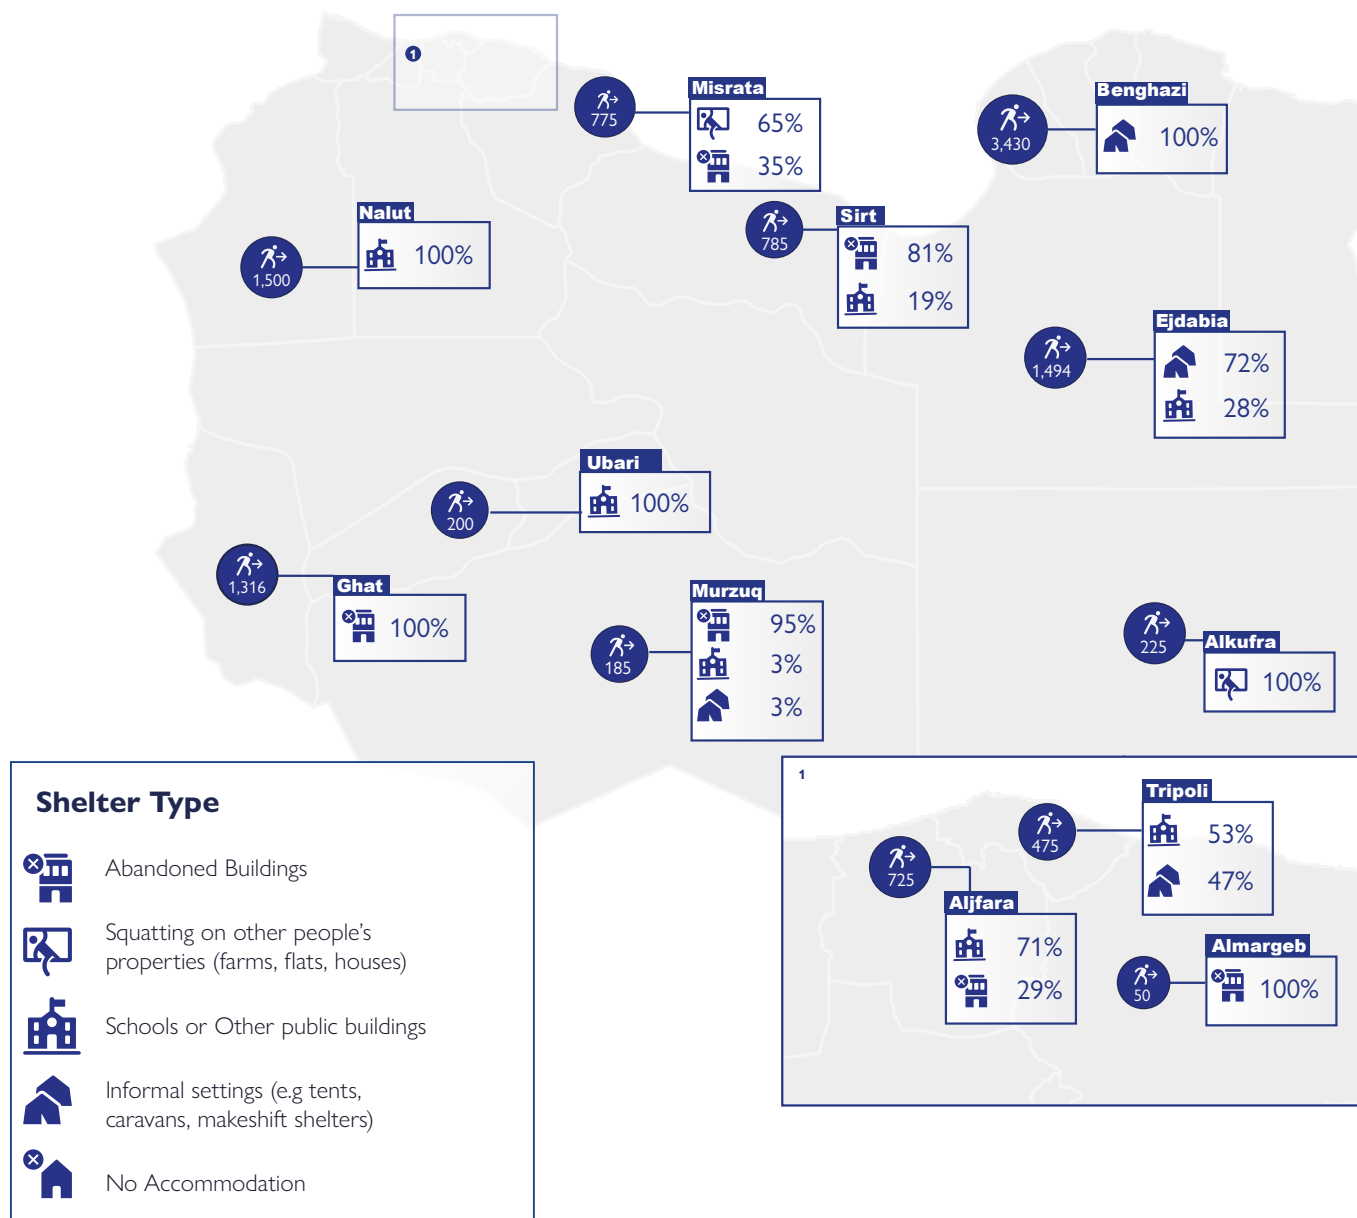 1
Misrata
775
65%
35%
Benghazi
3,430
100%
Nalut
1,500
100%
Sirt
785
81%
19%
Ejdabia
1,494
72%
28%
Ubari
200
100%
Ghat
1,316
100%
Murzuq
185
95%
3%
3%
Alkufra
225
100%
Shelter Type
Abandoned Buildings
Squatting on other people’s
properties (farms, flats, houses)
Schools or Other public buildings
Informal settings (e.g tents,
caravans, makeshift shelters)
No Accommodation
1
Tripoli
475
53%
47%
725
Aljfara
71%
29%
Almargeb
50
100%